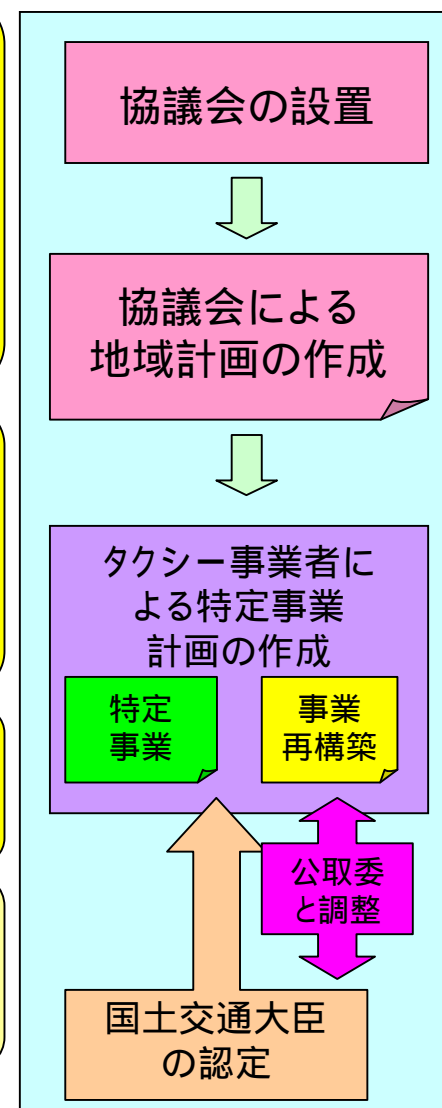 協議会の設置
協議会による
地域計画の作成
タクシー事業者に
よる特定事業
計画の作成
特定
事業
事業
再構築
公取委
と調整
国土交通大臣
の認定